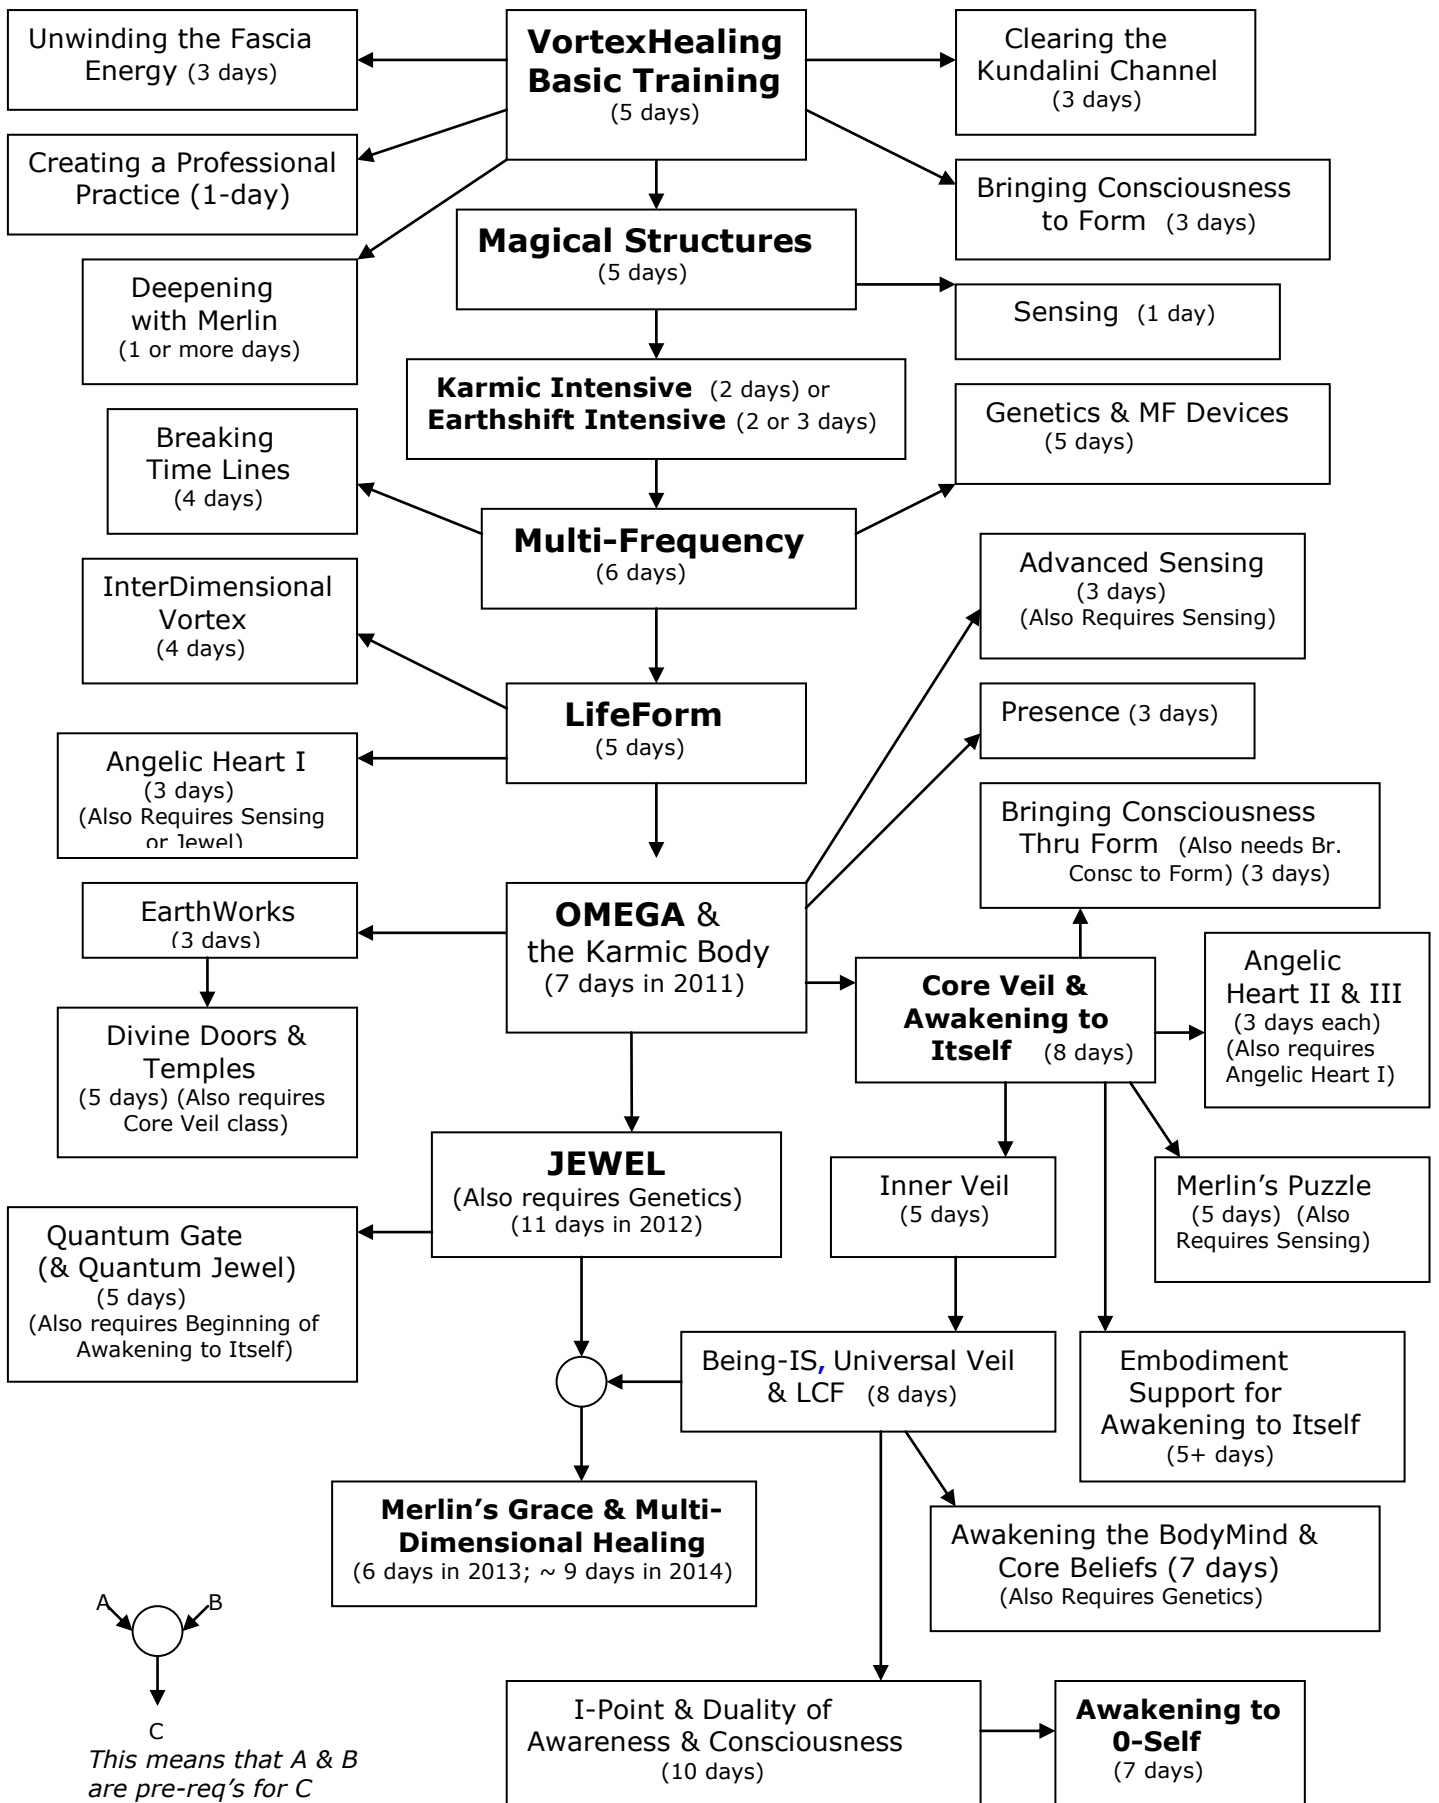 Unwinding the Fascia
Energy (3 days)
VortexHealing
Basic Training
(5 days)
Clearing the
Kundalini Channel
(3 days)
Creating a Professional
Practice (1-day)
Bringing Consciousness
to Form (3 days)
Magical Structures
(5 days)
Deepening
with Merlin
(1 or more days)
Sensing (1 day)
Karmic Intensive (2 days) or
Earthshift Intensive (2 or 3 days)
Genetics & MF Devices
(5 days)
Breaking
Time Lines
(4 days)
Multi-Frequency
(6 days)
Advanced Sensing
(3 days)
(Also Requires Sensing)
InterDimensional
Vortex
(4 days)
LifeForm
(5 days)
Presence (3 days)
Angelic Heart I
(3 days)
(Also Requires Sensing
or Jewel)
Bringing Consciousness
Thru Form (Also needs Br.
Consc to Form) (3 days)
EarthWorks
(3 days)
OMEGA &
the Karmic Body
(7 days in 2011)
Core Veil &
Awakening to
Itself (8 days)
Angelic
Heart II & III
(3 days each)
(Also requires
Angelic Heart I)
Divine Doors &
Temples
(5 days) (Also requires
Core Veil class)
JEWEL
(Also requires Genetics)
(11 days in 2012)
Inner Veil
(5 days)
Merlin's Puzzle
(5 days) (Also
Requires Sensing)
Quantum Gate
(& Quantum Jewel)
(5 days)
(Also requires Beginning of
Awakening to Itself)
Being-IS, Universal Veil
& LCF (8 days)
Embodiment
Support for
Awakening to Itself
(5+ days)
Merlin's Grace & Multi-
Dimensional Healing
(6 days in 2013; ~ 9 days in 2014)
Awakening the BodyMind &
Core Beliefs (7 days)
(Also Requires Genetics)
A
B
C
This means that A & B
are pre-req's for C
I-Point & Duality of
Awareness & Consciousness
(10 days)
Awakening to
0-Self
(7 days)